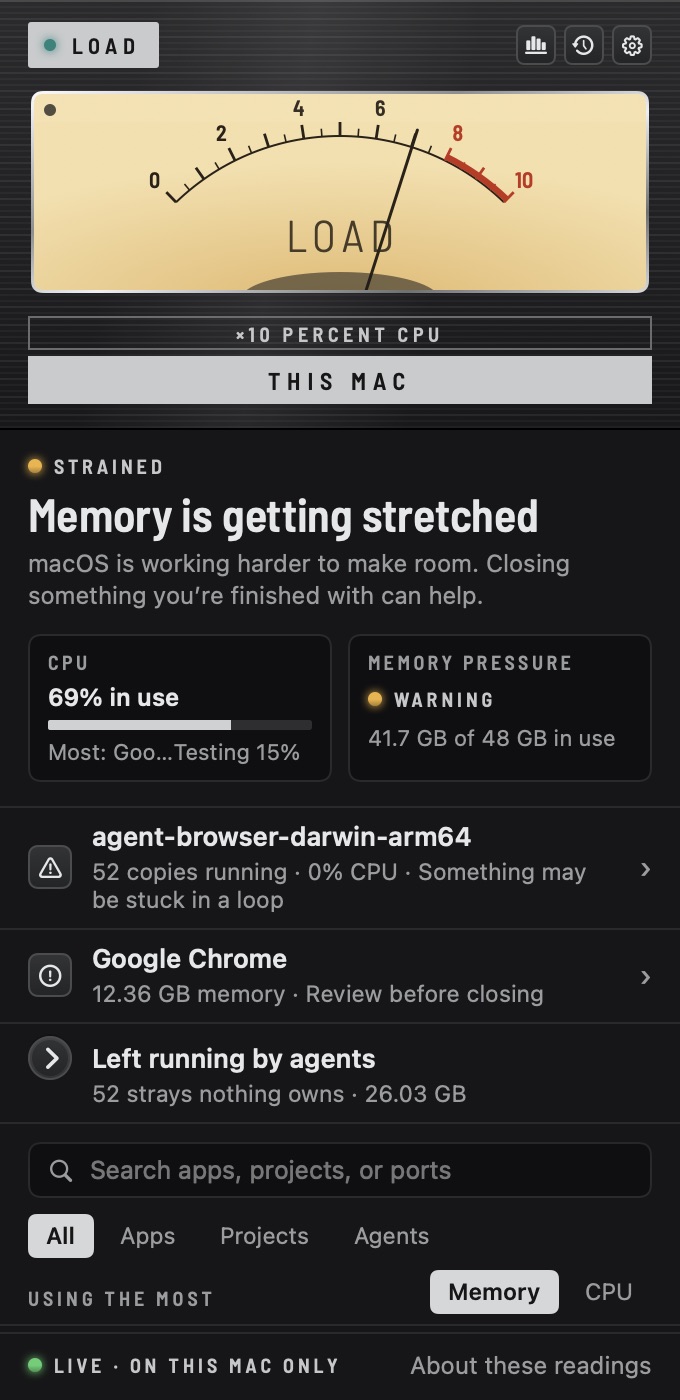 LOAD
0 2 4 6 8 10
LOAD
×10 PERCENT CPU
THIS MAC
STRAINED
Memory is getting stretched
macOS is working harder to make room. Closing
something you’re finished with can help.
CPU
69% in use
Most: Goo...Testing 15%
MEMORY PRESSURE
WARNING
41.7 GB of 48 GB in use
agent-browser-darwin-arm64
52 copies running · 0% CPU · Something may
be stuck in a loop
Google Chrome
12.36 GB memory · Review before closing
Left running by agents
52 strays nothing owns · 26.03 GB
Search apps, projects, or ports
All Apps Projects Agents
USING THE MOST Memory CPU
LIVE · ON THIS MAC ONLY About these readings